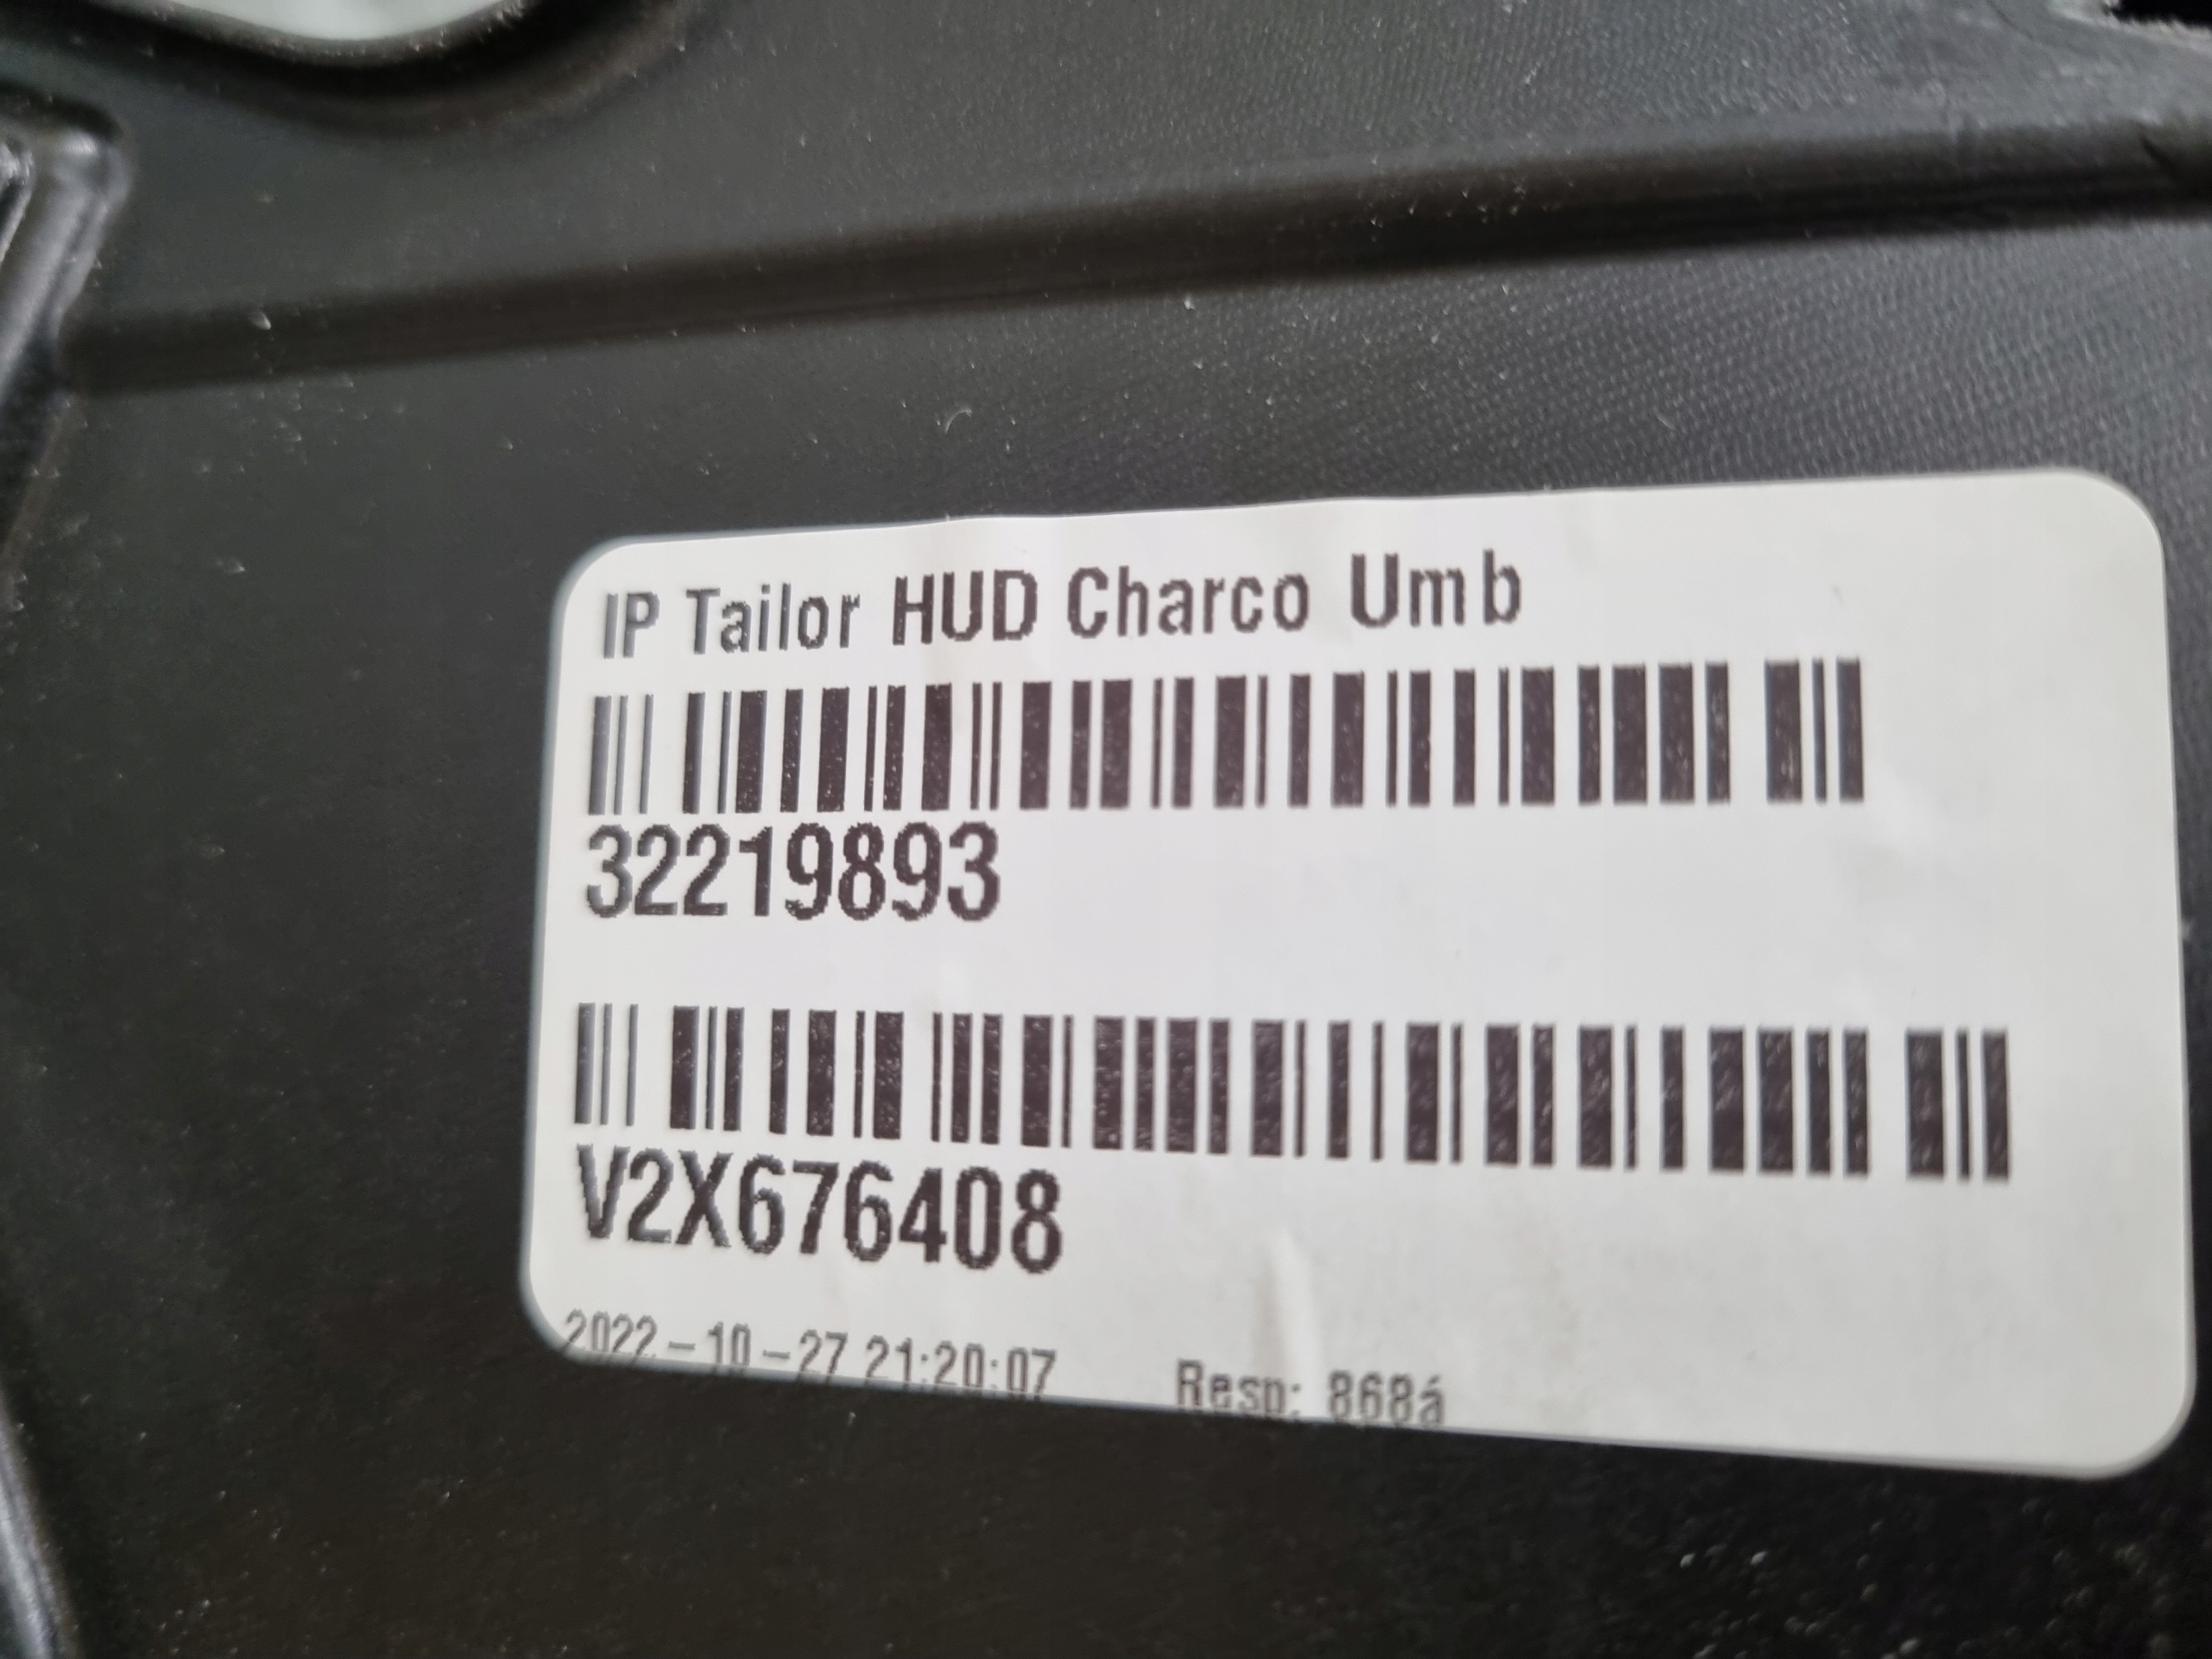 IP Tailor HUD Charco Umb
32219893
V2X676408
2022-10-27 21:20:07 Resp: 868á